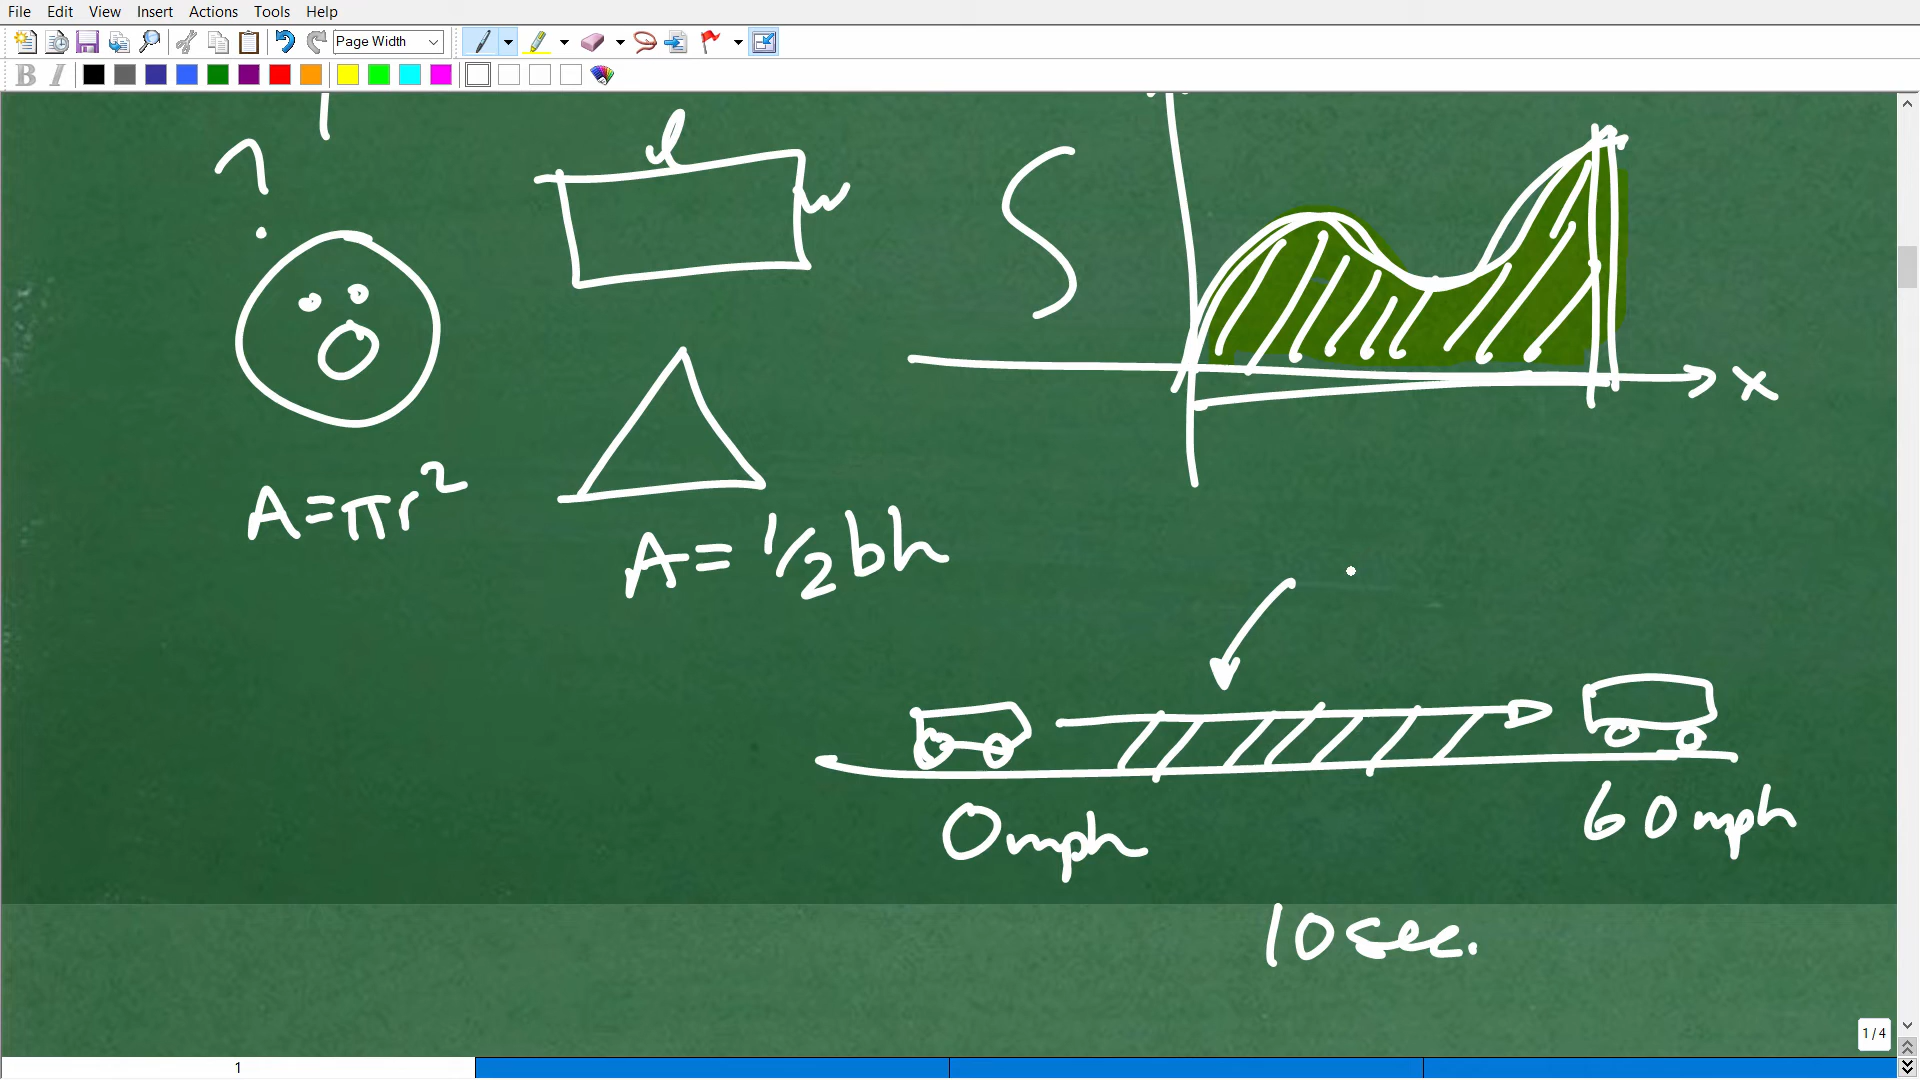 File Edit View Insert Actions Tools Help
Page Width
B I
?
l
w
∫
x
A=πr²
A= 1/2bh
0mph
60mph
10sec.
1/4
1